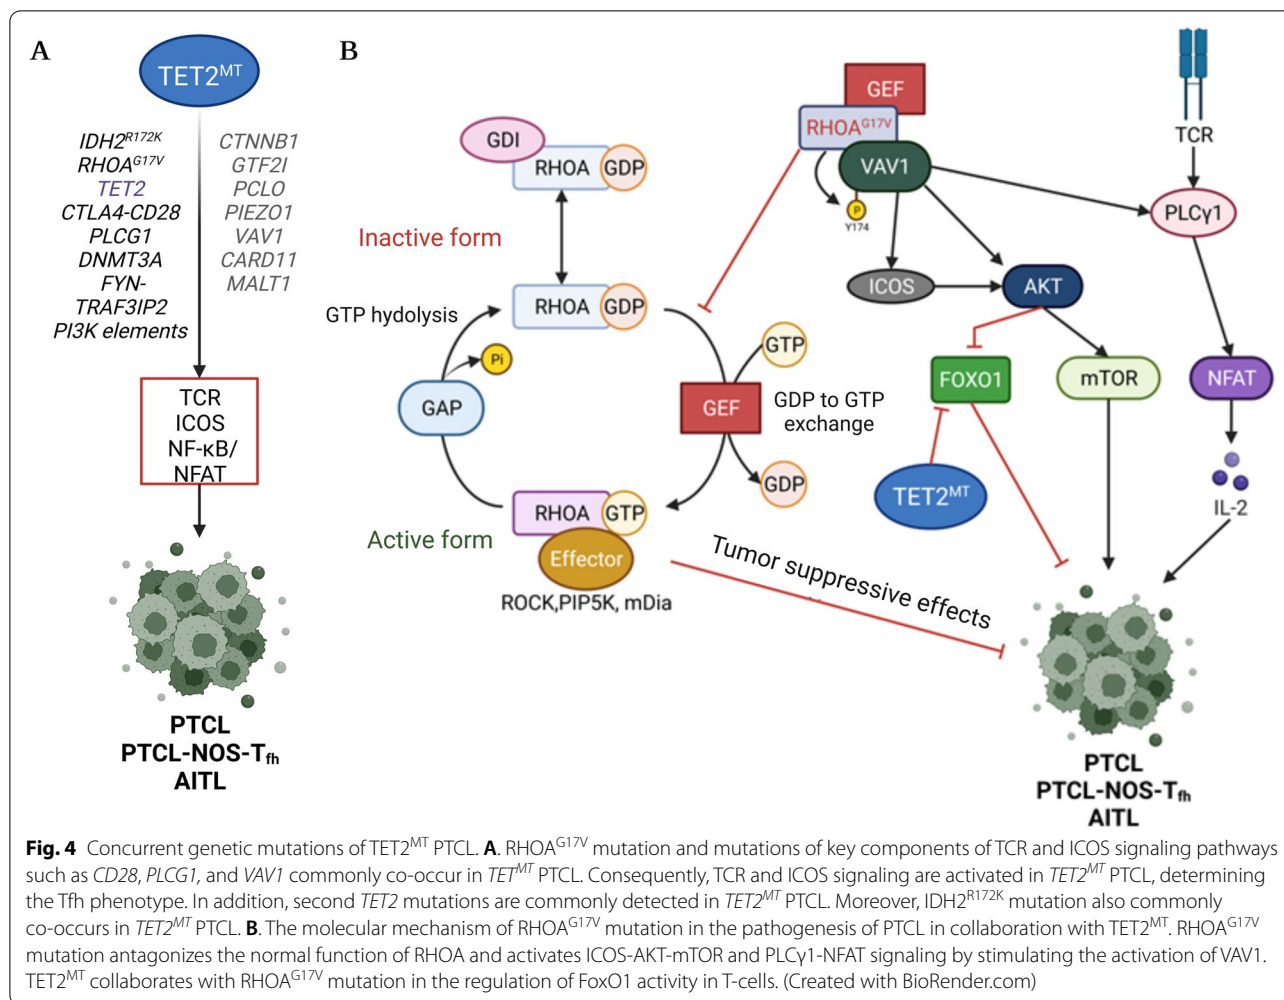 A
TET2MT
IDH2R172K
RHOAG17V
TET2
CTLA4-CD28
PLCG1
DNMT3A
FYN-
TRAF3IP2
PI3K elements
CTNNB1
GTF2I
PCLO
PIEZO1
VAV1
CARD11
MALT1
TCR
ICOS
NF-κB/
NFAT
PTCL
PTCL-NOS-Tfh
AITL
B
GDI
RHOA GDP
Inactive form
RHOA GDP
GTP hydolysis
Pi
GAP
GTP
GEF
GDP to GTP
exchange
GDP
RHOA GTP
Active form
Effector
ROCK,PIP5K, mDia
Tumor suppressive effects
GEF
RHOAG17V
VAV1
P
Y174
TCR
PLCγ1
ICOS
AKT
FOXO1
mTOR
NFAT
TET2MT
IL-2
PTCL
PTCL-NOS-Tfh
AITL
Fig. 4 Concurrent genetic mutations of TET2MT PTCL. A. RHOAG17V mutation and mutations of key components of TCR and ICOS signaling pathways
such as CD28, PLCG1, and VAV1 commonly co-occur in TETMT PTCL. Consequently, TCR and ICOS signaling are activated in TET2MT PTCL, determining
the Tfh phenotype. In addition, second TET2 mutations are commonly detected in TET2MT PTCL. Moreover, IDH2R172K mutation also commonly
co-occurs in TET2MT PTCL. B. The molecular mechanism of RHOAG17V mutation in the pathogenesis of PTCL in collaboration with TET2MT. RHOAG17V
mutation antagonizes the normal function of RHOA and activates ICOS-AKT-mTOR and PLCγ1-NFAT signaling by stimulating the activation of VAV1.
TET2MT collaborates with RHOAG17V mutation in the regulation of FoxO1 activity in T-cells. (Created with BioRender.com)